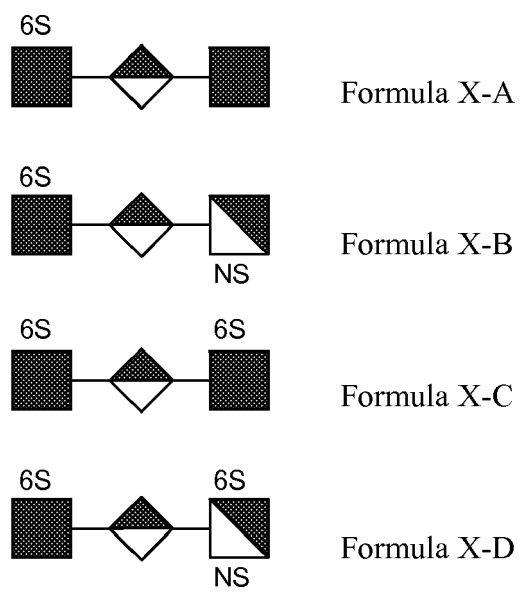 6S
Formula X-A
6S
Formula X-B
NS
6S 6S
Formula X-C
6S 6S
Formula X-D
NS